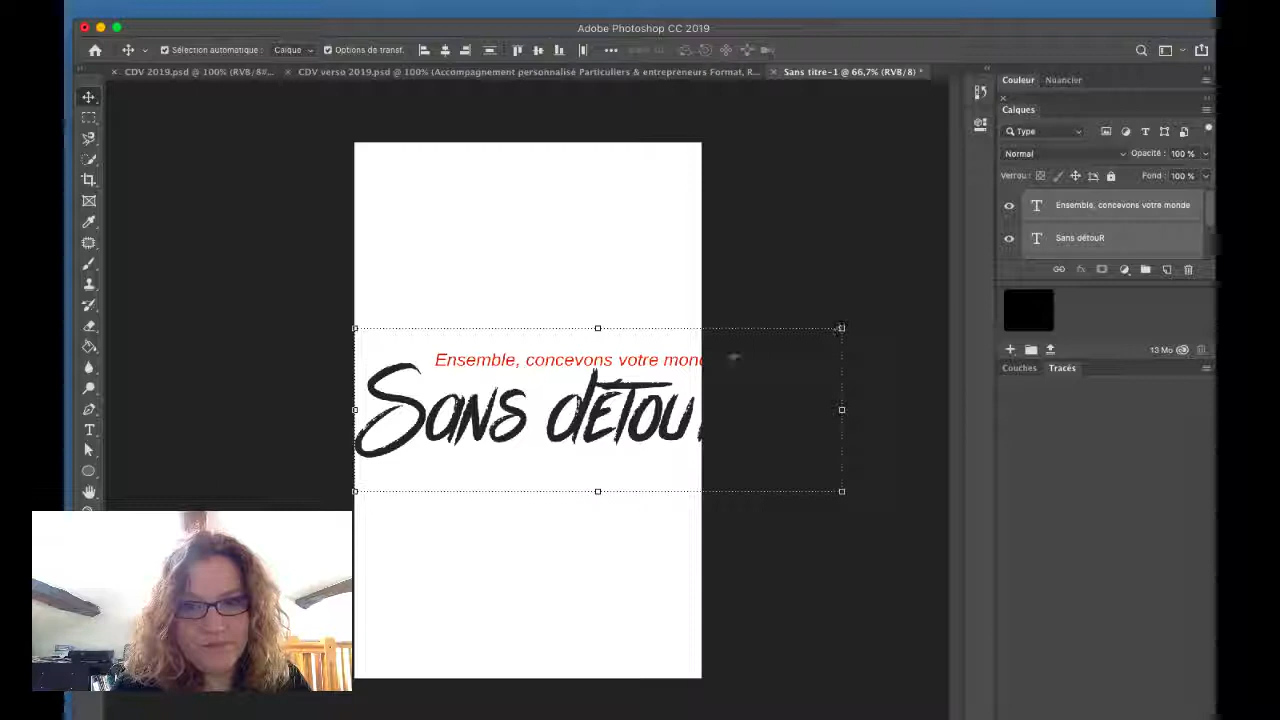 Adobe Photoshop CC 2019
Sélection automatique : Calque Options de transf.
CDV 2019.psd @ 100% (RVB/8#... CDV verso 2019.psd @ 100% (Accompagnement personnalisé Particuliers & entrepreneurs Format, R... Sans titre-1 @ 66,7% (RVB/8) *
Couleur Nuancier
Calques
Type
Normal Opacité : 100 %
Verrou : Fond : 100 %
T Ensemble, concevons votre monde
T Sans détouR
13 Mo
Couches Tracés
Ensemble, concevons votre mond
Sans détour